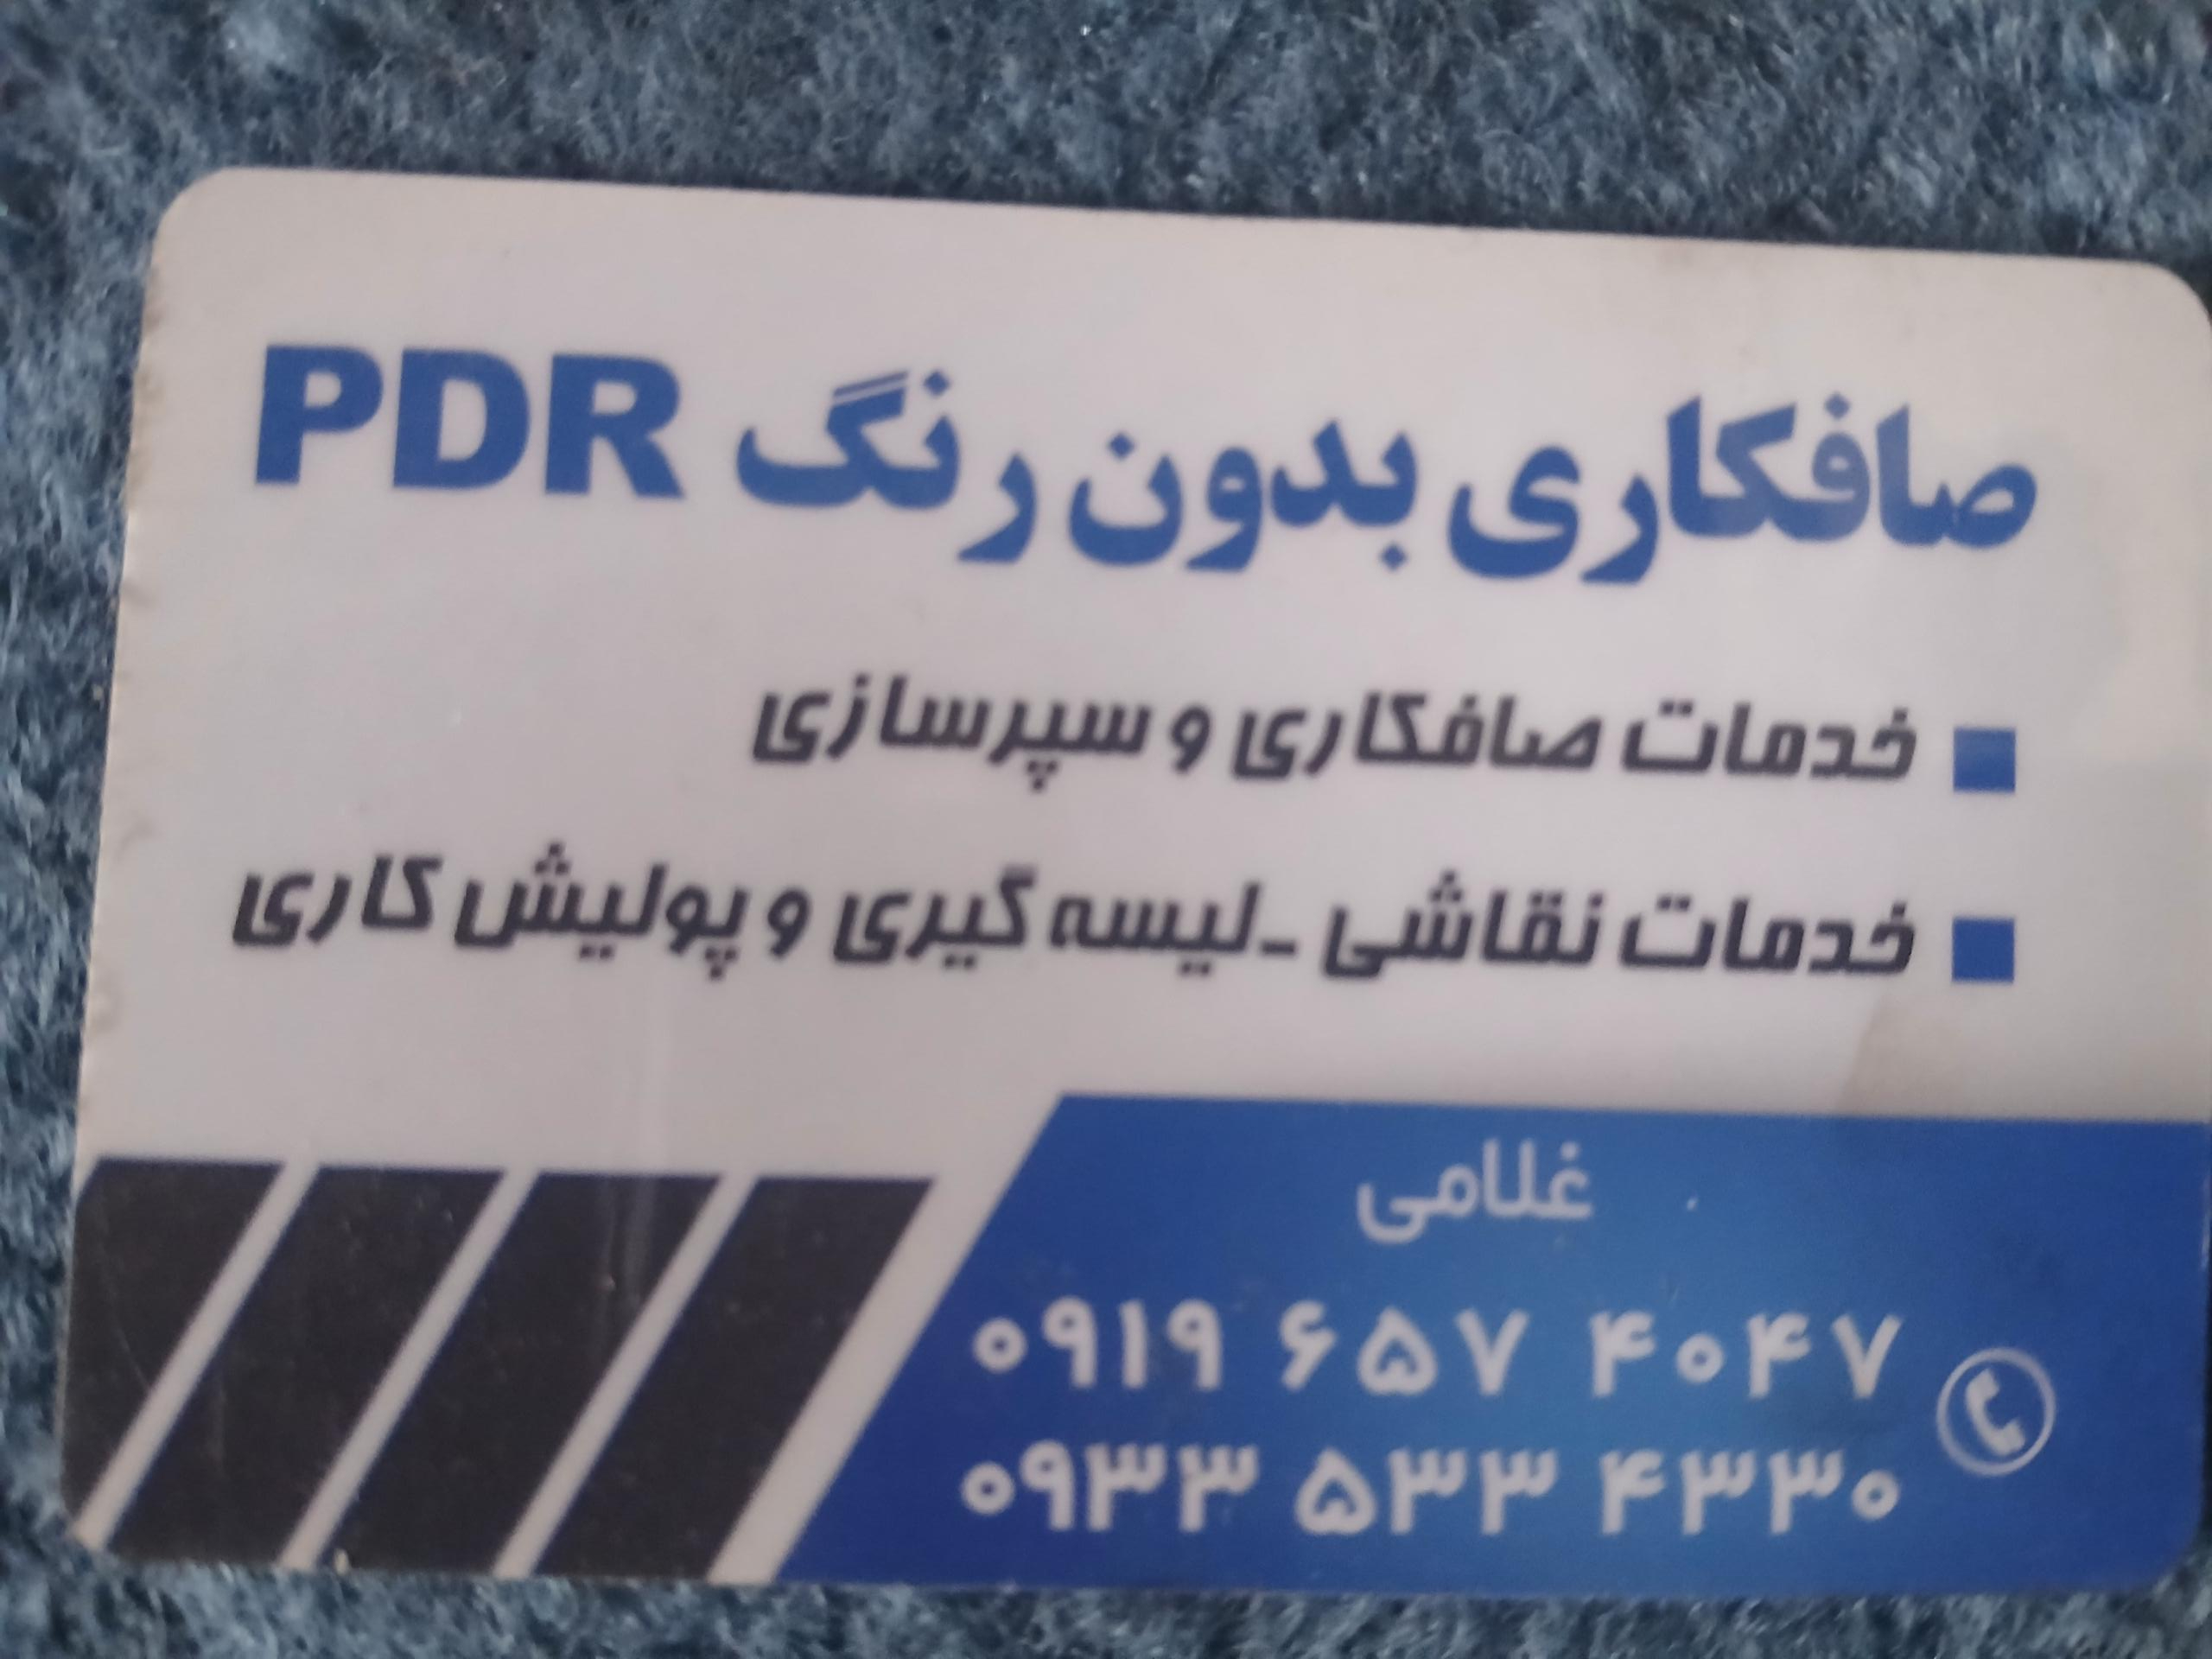 صافکاری بدون رنگ PDR
خدمات صافکاری و سپرسازی
خدمات نقاشی - لیسه گیری و پولیش کاری
غلامی
۰۹۱۹ ۶۵۷ ۴۰۴۷
۰۹۳۳ ۵۳۳ ۴۳۳۰